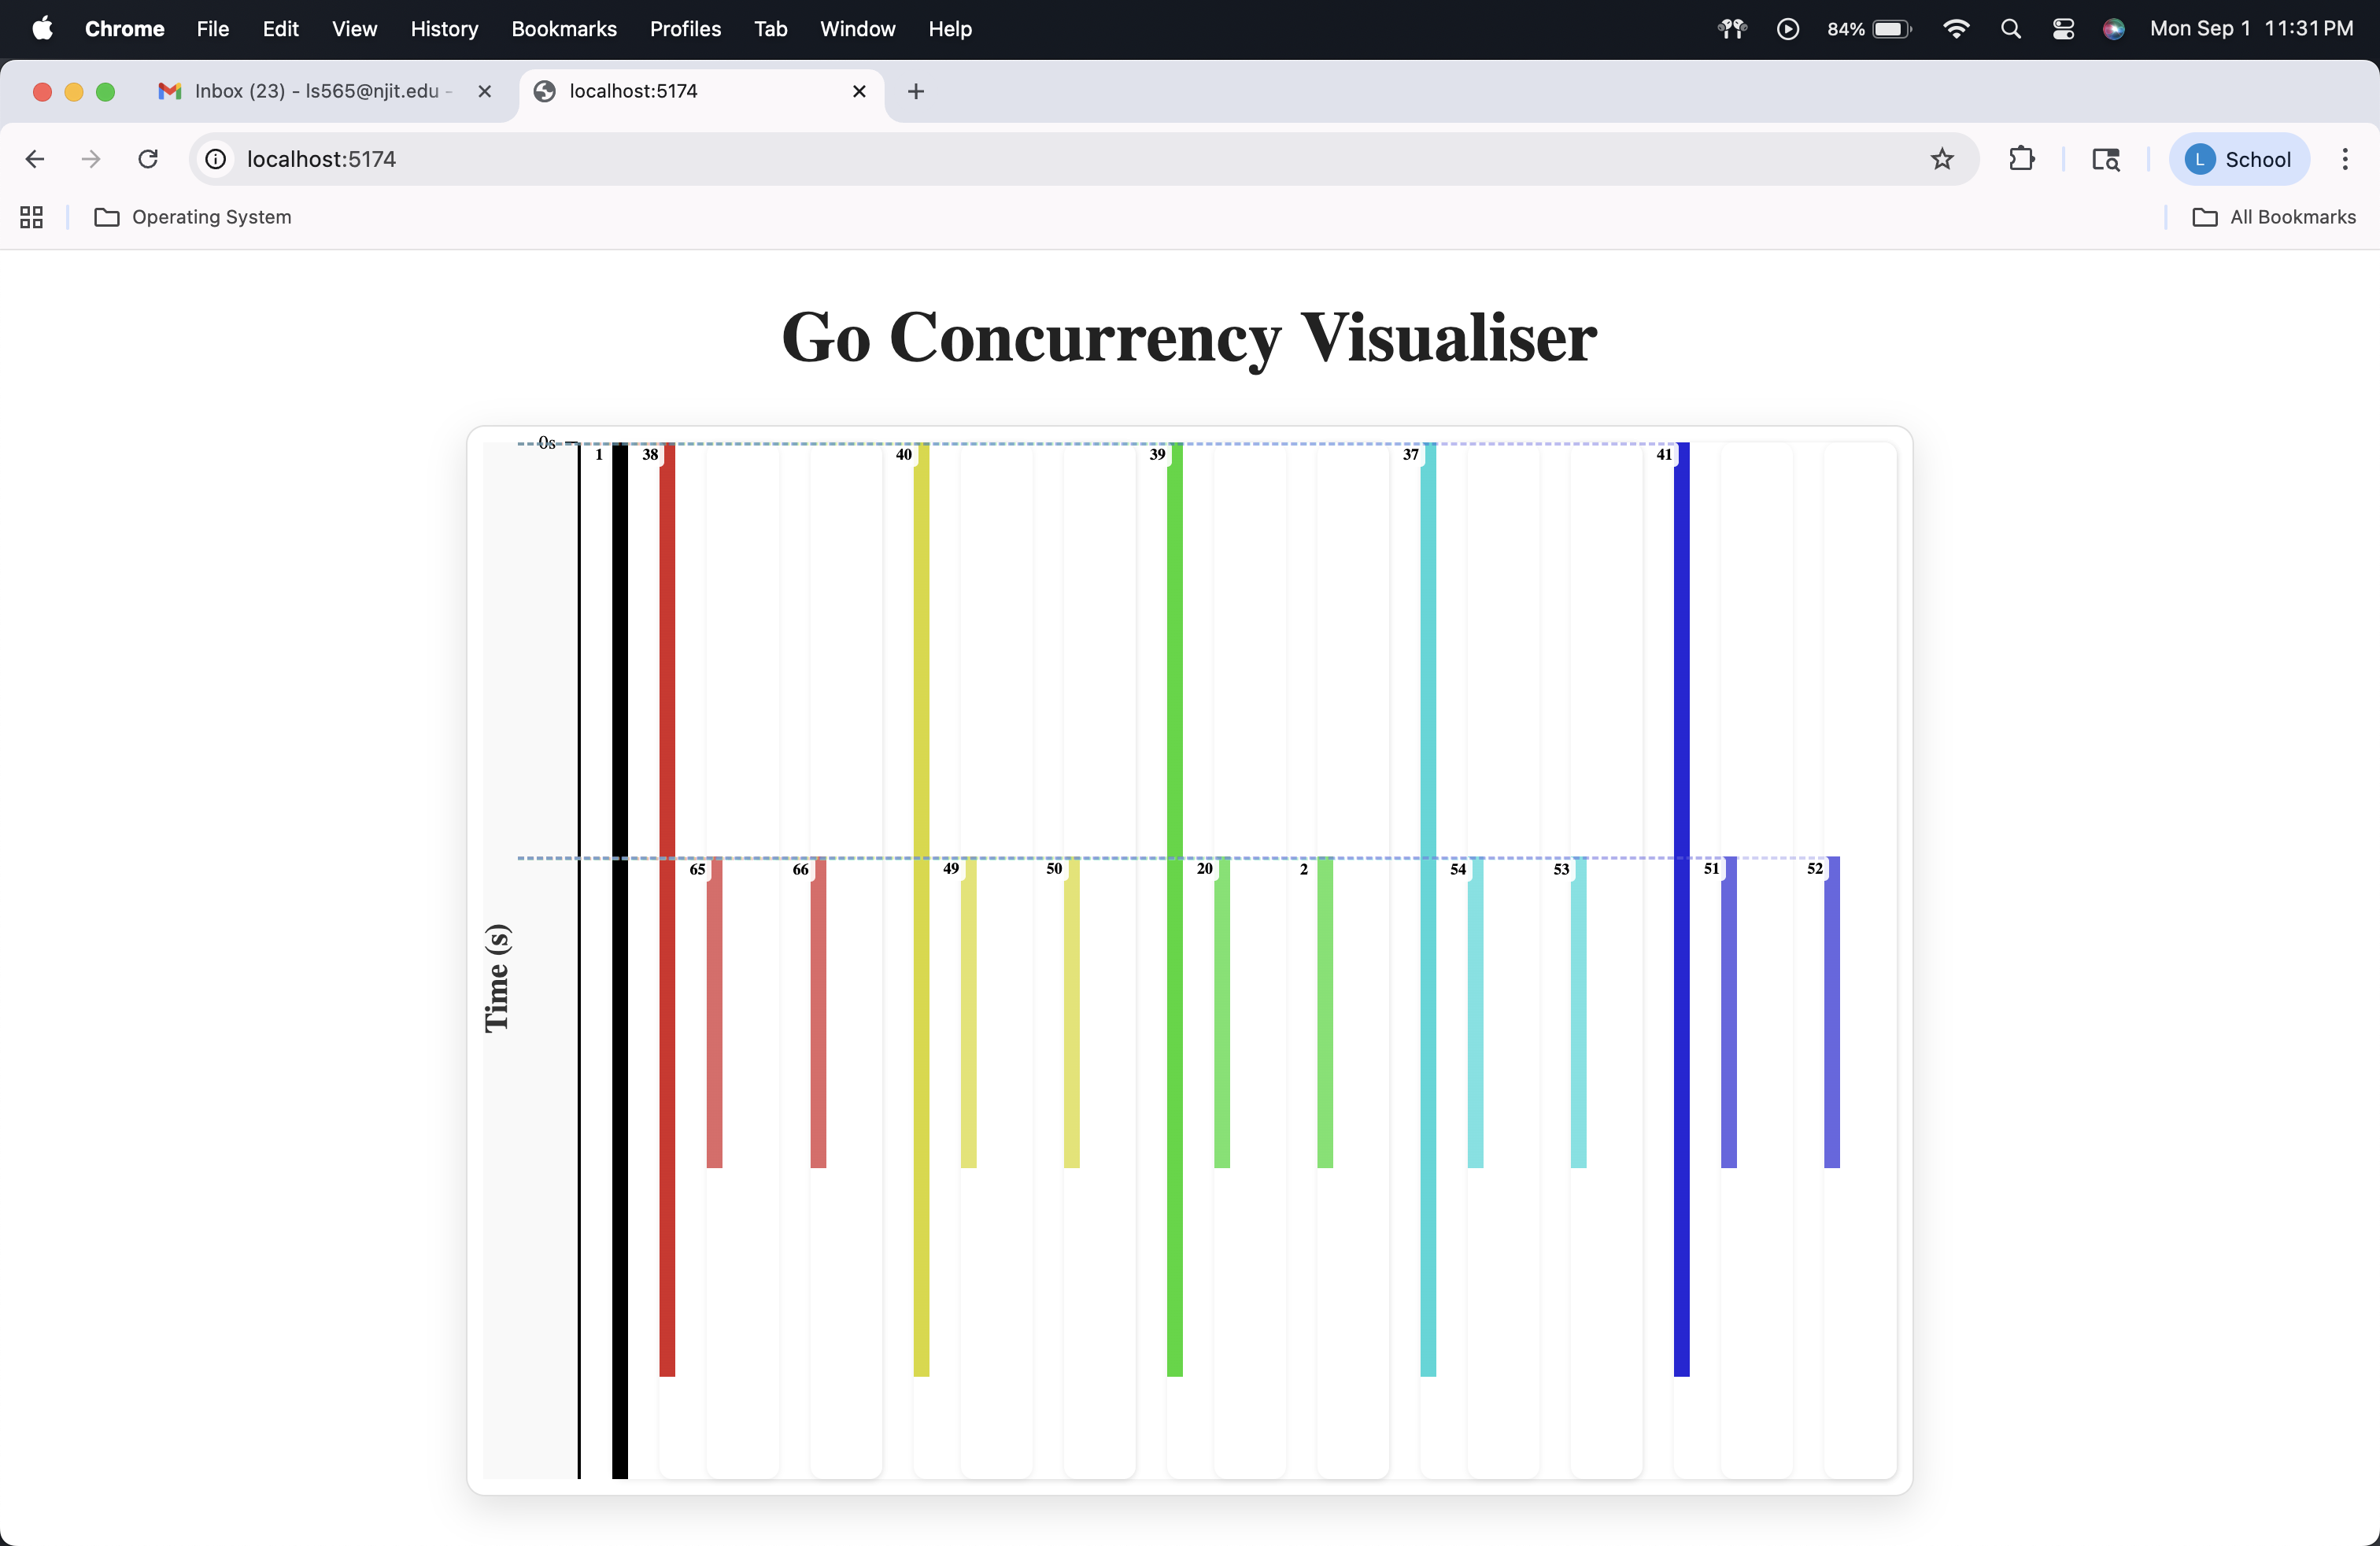 Chrome File Edit View History Bookmarks Profiles Tab Window Help 84% Mon Sep 1 11:31 PM
Inbox (23) - ls565@njit.edu - localhost:5174
localhost:5174 L School
Operating System All Bookmarks
Go Concurrency Visualiser
0s 1 38 40 39 37 41
65 66 49 50 20 2 54 53 51 52
Time (s)